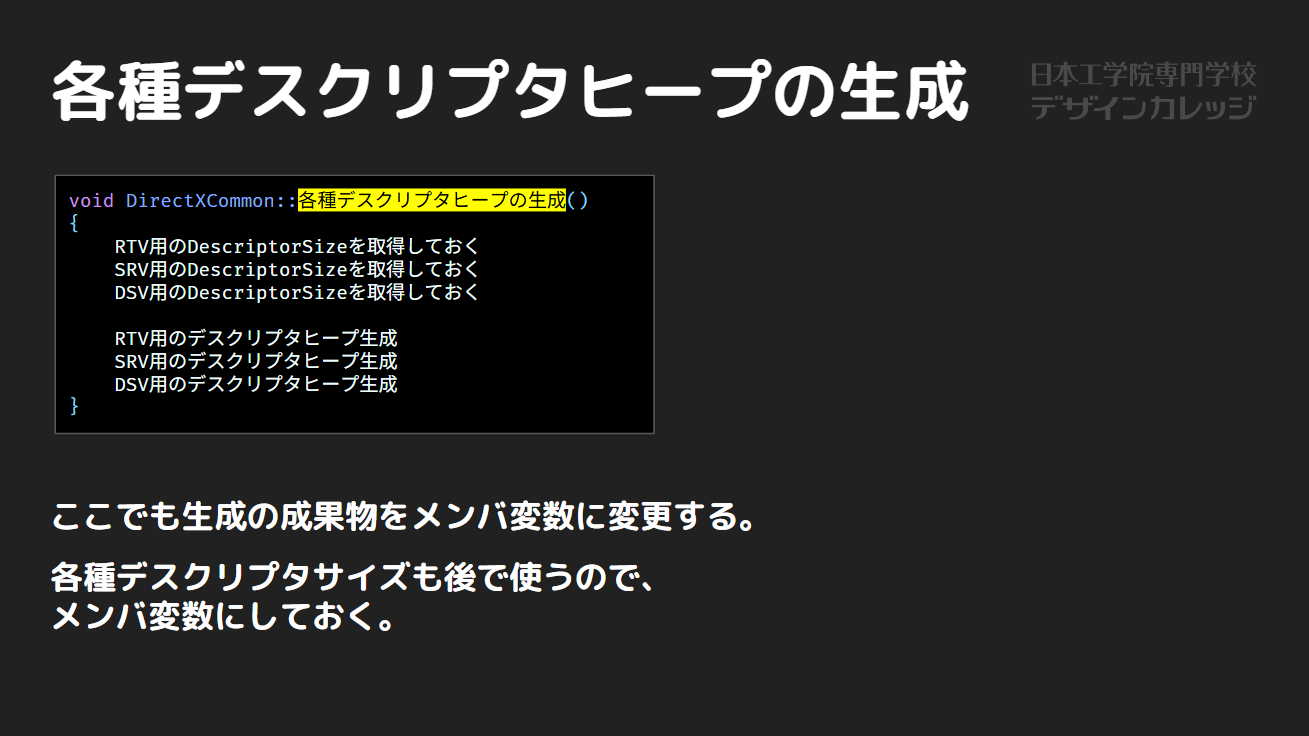 各種デスクリプタヒープの生成
日本工学院専門学校
デザインカレッジ
void DirectXCommon::各種デスクリプタヒープの生成()
{
RTV用のDescriptorSizeを取得しておく
SRV用のDescriptorSizeを取得しておく
DSV用のDescriptorSizeを取得しておく
RTV用のデスクリプタヒープ生成
SRV用のデスクリプタヒープ生成
DSV用のデスクリプタヒープ生成
}
ここでも生成の成果物をメンバ変数に変更する。
各種デスクリプタサイズも後で使うので、
メンバ変数にしておく。